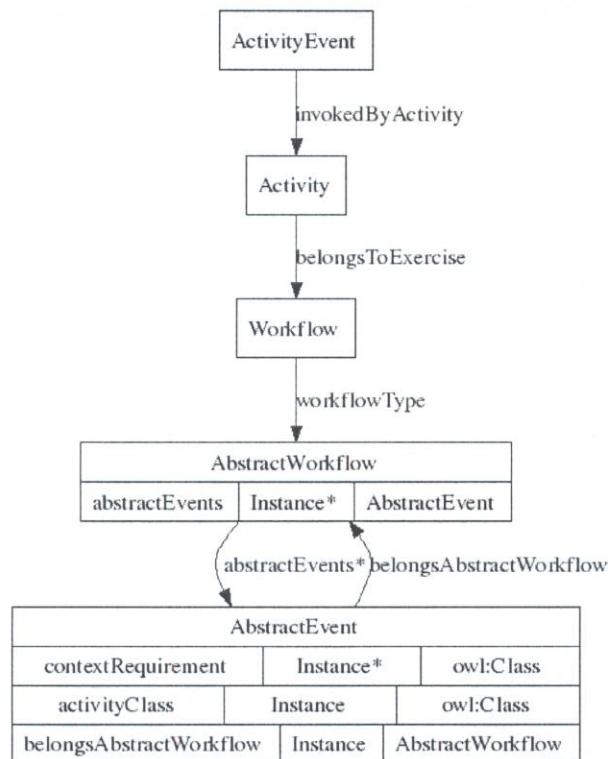 ActivityEvent
invokedByActivity
Activity
belongsToExercise
Workflow
workflowType
AbstractWorkflow
abstractEvents Instance* AbstractEvent
abstractEvents* belongsAbstractWorkflow
AbstractEvent
contextRequirement Instance* owl:Class
activityClass Instance owl:Class
belongsAbstractWorkflow Instance AbstractWorkflow